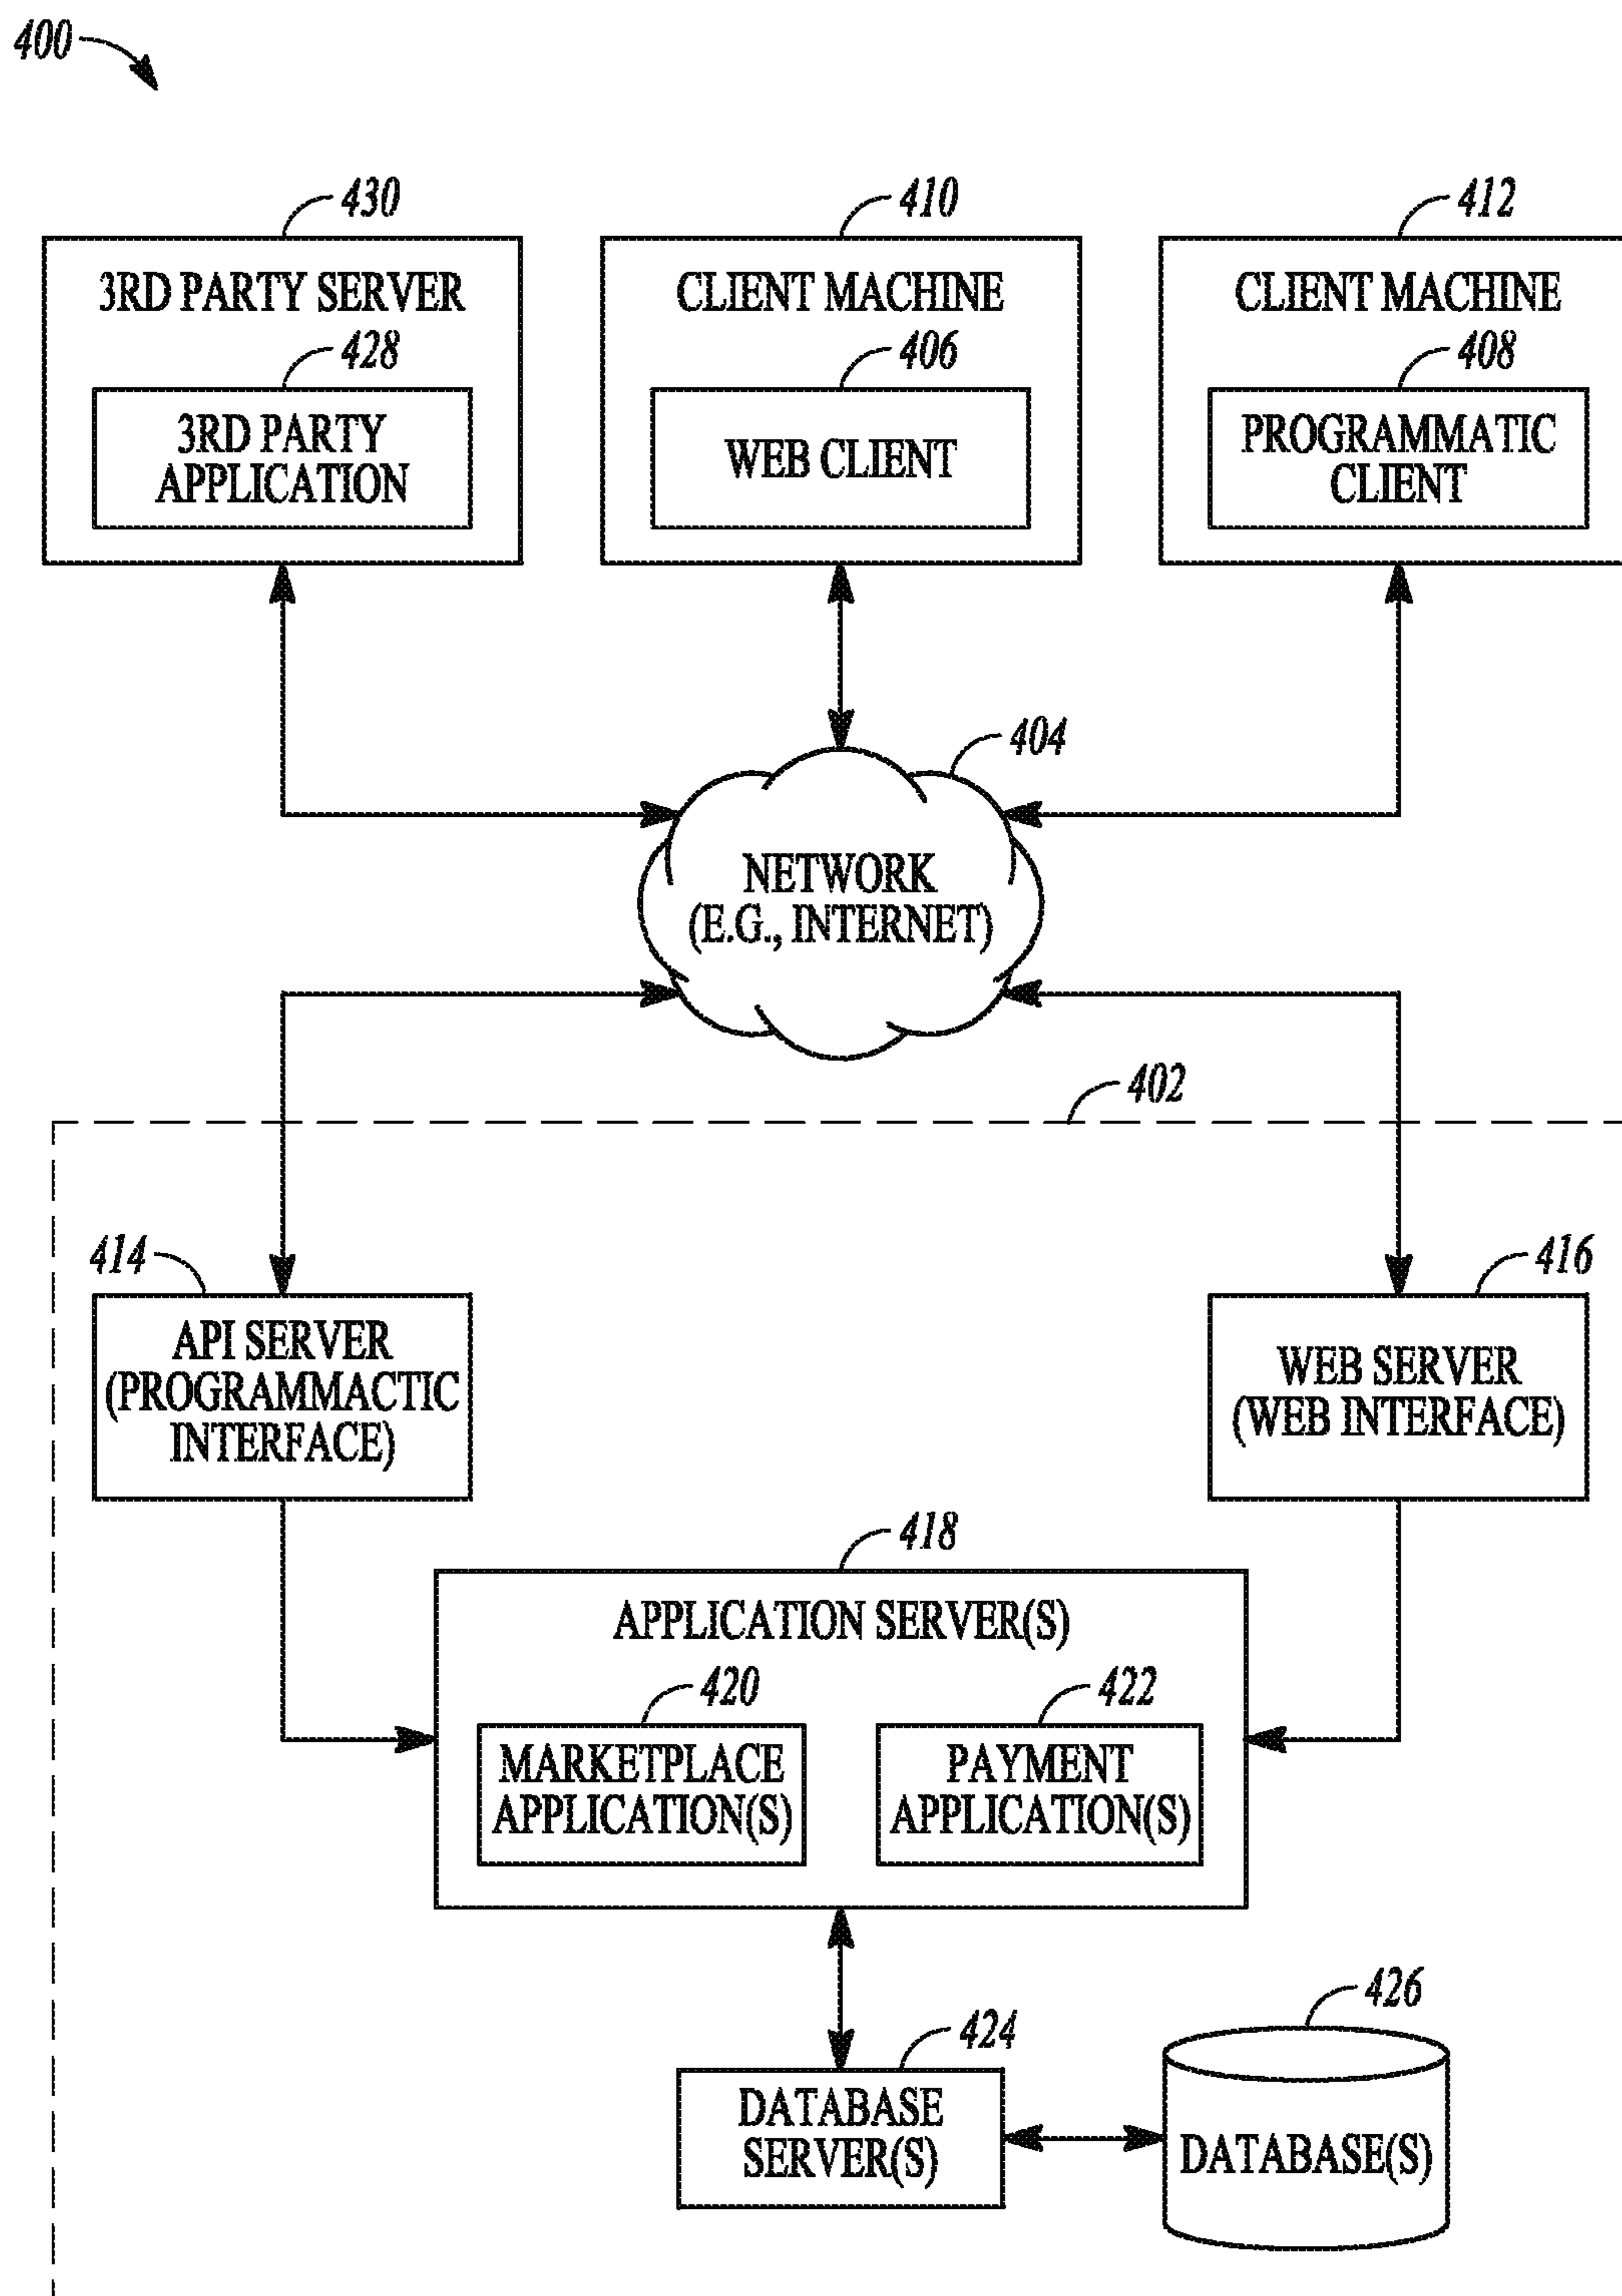 400
430
410
412
3RD PARTY SERVER
CLIENT MACHINE
CLIENT MACHINE
428
406
408
3RD PARTY
APPLICATION
WEB CLIENT
PROGRAMMATIC
CLIENT
404
NETWORK
(E.G., INTERNET)
402
414
416
API SERVER
(PROGRAMMACTIC
INTERFACE)
WEB SERVER
(WEB INTERFACE)
418
APPLICATION SERVER(S)
420
422
MARKETPLACE
APPLICATION(S)
PAYMENT
APPLICATION(S)
426
424
DATABASE
SERVER(S)
DATABASE(S)